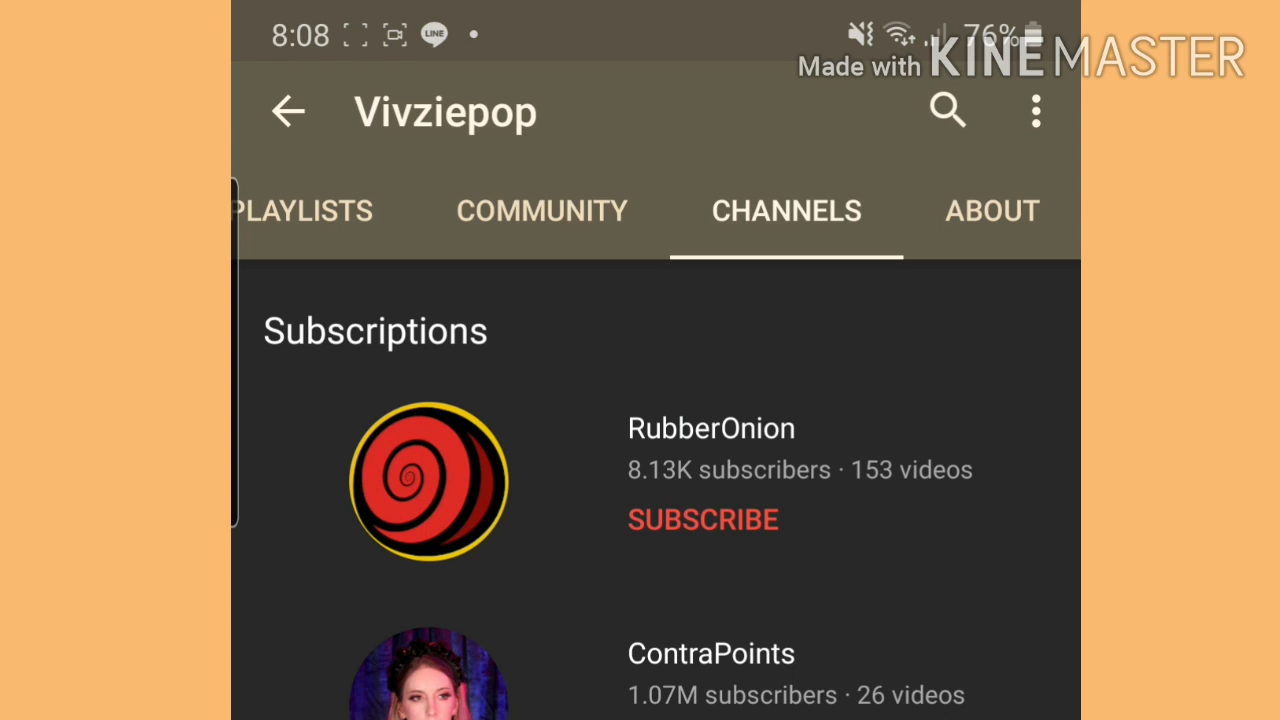 8:08 LINE 76%
Made with KINEMASTER
Vivziepop
PLAYLISTS COMMUNITY CHANNELS ABOUT
Subscriptions
RubberOnion
8.13K subscribers · 153 videos
SUBSCRIBE
ContraPoints
1.07M subscribers · 26 videos